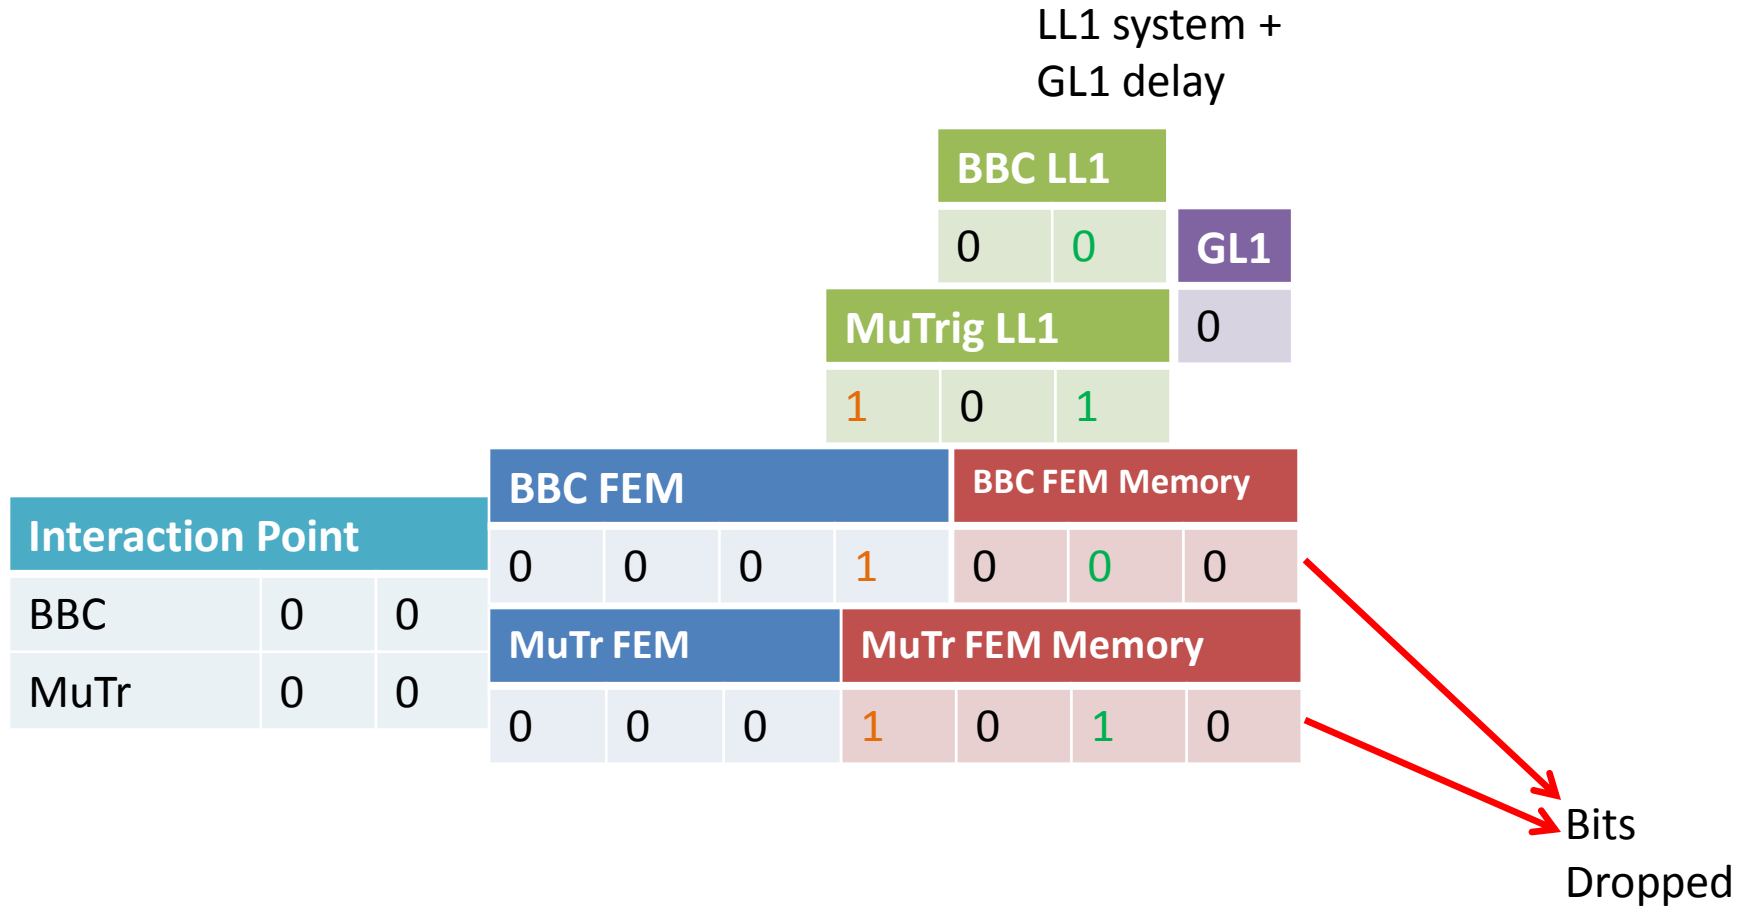 LL1 system +
GL1 delay
BBC LL1
0 0
GL1
0
MuTrig LL1
1 0 1
BBC FEM
0 0 0 1
BBC FEM Memory
0 0 0
Interaction Point
BBC 0 0
MuTr 0 0
MuTr FEM
0 0 0
MuTr FEM Memory
1 0 1 0
Bits
Dropped